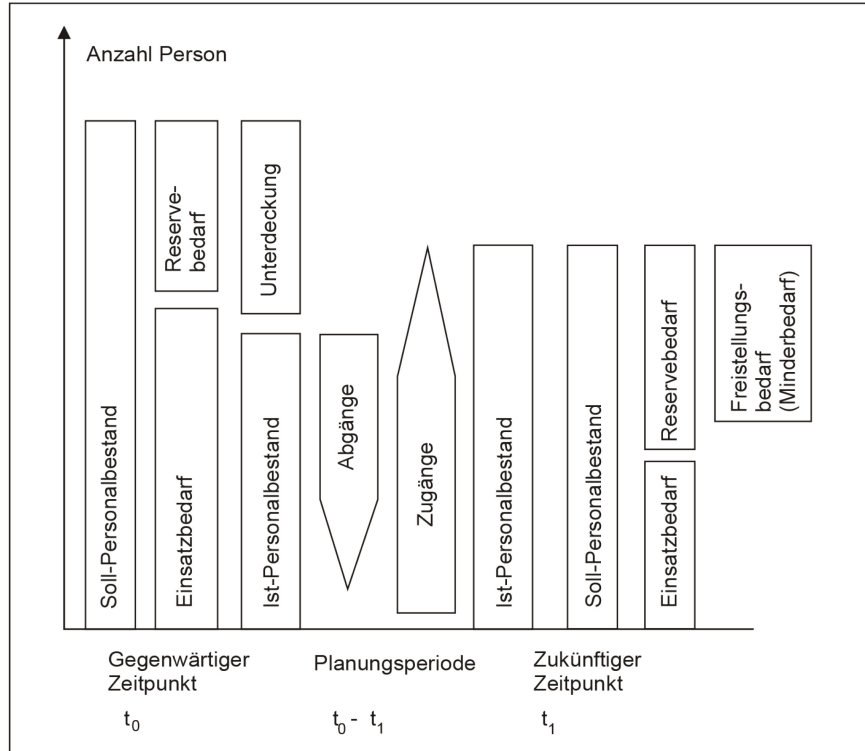 Anzahl Person
Soll-Personalbestand
Reserve-
bedarf
Einsatzbedarf
Unterdeckung
Ist-Personalbestand
Abgänge
Zugänge
Ist-Personalbestand
Soll-Personalbestand
Reservebedarf
Einsatzbedarf
Freistellungs-
bedarf
(Minderbedarf)
Gegenwärtiger
Zeitpunkt
t0
Planungsperiode
t0 - t1
Zukünftiger
Zeitpunkt
t1